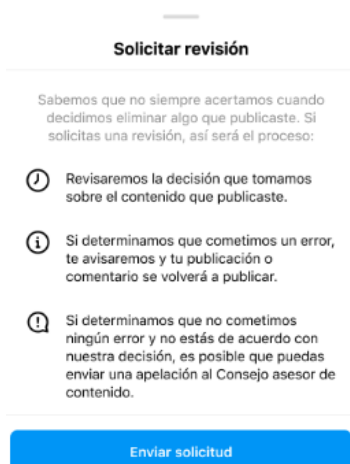 Solicitar revisión
Sabemos que no siempre acertamos cuando
decidimos eliminar algo que publicaste. Si
solicitas una revisión, así será el proceso:
Revisaremos la decisión que tomamos
sobre el contenido que publicaste.
Si determinamos que cometimos un error,
te avisaremos y tu publicación o
comentario se volverá a publicar.
Si determinamos que no cometimos
ningún error y no estás de acuerdo con
nuestra decisión, es posible que puedas
enviar una apelación al Consejo asesor de
contenido.
Enviar solicitud